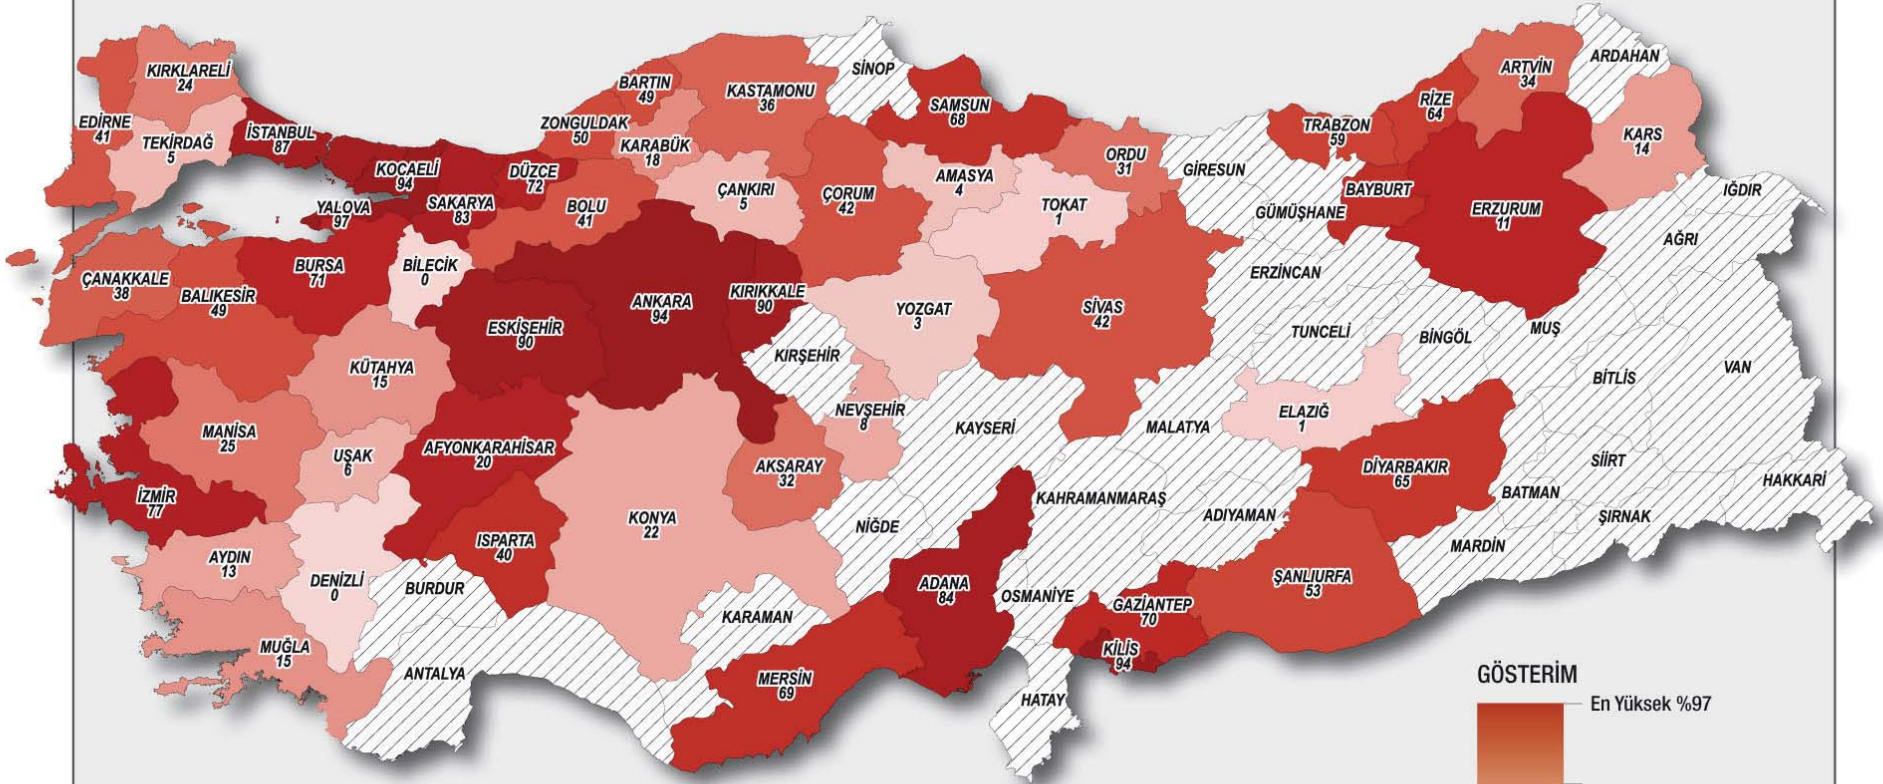 KIRKLARELİ
24
EDİRNE
41
TEKİRDAĞ
5
İSTANBUL
87
KOCAELİ
94
YALOVA
97
SAKARYA
83
DÜZCE
72
BOLU
41
ZONGULDAK
50
BARTIN
49
KARABÜK
18
KASTAMONU
36
ÇANKIRI
5
SİNOP
SAMSUN
68
ÇORUM
42
AMASYA
4
TOKAT
1
ORDU
31
GİRESUN
GÜMÜŞHANE
TRABZON
59
RİZE
64
ARTVİN
34
ARDAHAN
KARS
14
BAYBURT
ERZURUM
11
IĞDIR
AĞRI
ÇANAKKALE
38
BALIKESİR
49
BURSA
71
BİLECİK
0
ESKİŞEHİR
90
ANKARA
94
KIRIKKALE
90
YOZGAT
3
SİVAS
42
ERZİNCAN
TUNCELİ
BİNGÖL
MUŞ
BİTLİS
VAN
KÜTAHYA
15
KIRŞEHİR
NEVŞEHİR
8
KAYSERİ
MALATYA
ELAZIĞ
1
MANİSA
25
UŞAK
6
AFYONKARAHİSAR
20
AKSARAY
32
DİYARBAKIR
65
SİİRT
BATMAN
HAKKARİ
ŞIRNAK
İZMİR
77
AYDIN
13
DENİZLİ
0
ISPARTA
40
KONYA
22
NİĞDE
KAHRAMANMARAŞ
ADIYAMAN
MARDİN
BURDUR
KARAMAN
ADANA
84
OSMANİYE
GAZİANTEP
70
ŞANLIURFA
53
MUĞLA
15
ANTALYA
MERSİN
69
KİLİS
94
HATAY
GÖSTERİM
En Yüksek %97